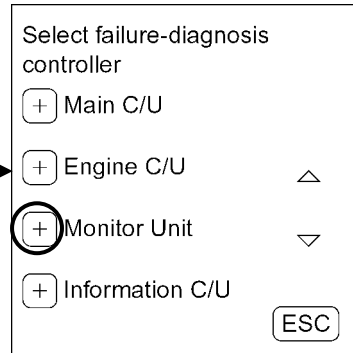 Select failure-diagnosis
controller
+ Main C/U
+ Engine C/U
+ Monitor Unit
+ Information C/U
ESC